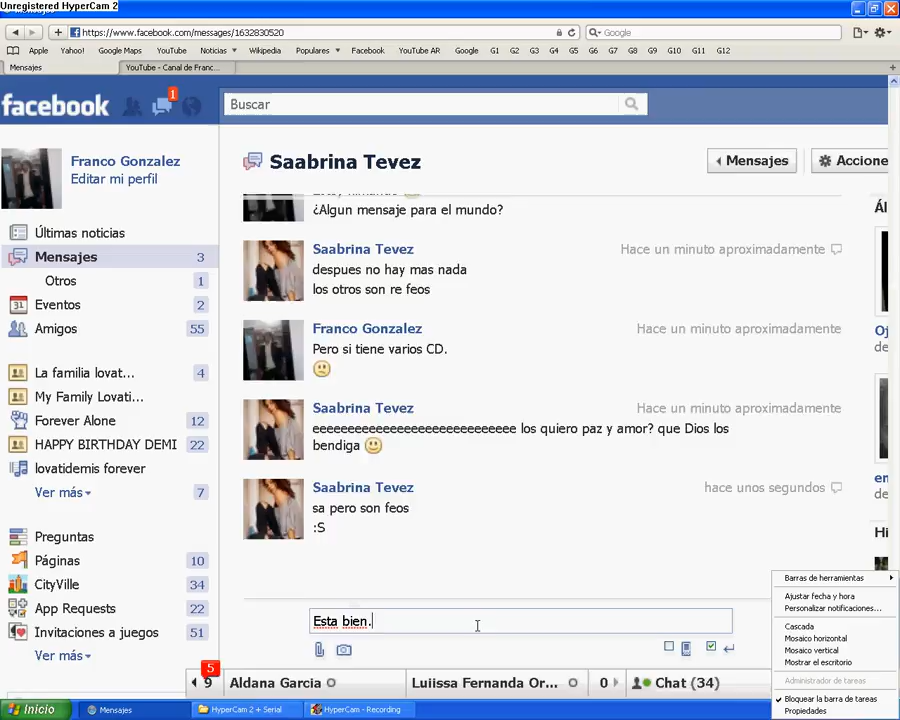 Unregistered HyperCam 2
https://www.facebook.com/messages/1632830520
Google
Apple Yahoo! Google Maps YouTube Noticias Wikipedia Populares Facebook YouTube AR Google G1 G2 G3 G4 G5 G6 G7 G8 G9 G10 G11 G12
Mensajes
YouTube - Canal de Franc...
facebook
1
Buscar
Franco Gonzalez
Editar mi perfil
Últimas noticias
Mensajes 3
Otros 1
Eventos 2
Amigos 55
La familia lovat... 4
My Family Lovati...
Forever Alone 12
HAPPY BIRTHDAY DEMI 22
lovatidemis forever
Ver más 7
Preguntas
Páginas 10
CityVille 34
App Requests 22
Invitaciones a juegos 51
Ver más
Saabrina Tevez
Mensajes
Accione
¿Algun mensaje para el mundo?
Saabrina Tevez
Hace un minuto aproximadamente
despues no hay mas nada
los otros son re feos
Franco Gonzalez
Hace un minuto aproximadamente
Pero si tiene varios CD.
Saabrina Tevez
Hace un minuto aproximadamente
eeeeeeeeeeeeeeeeeeeeeeeeeeeee los quiero paz y amor? que Dios los
bendiga
Saabrina Tevez
hace unos segundos
sa pero son feos
:S
Esta bien.
Ál
Oj
de
en
de
Hi
Barras de herramientas
Ajustar fecha y hora
Personalizar notificaciones...
Cascada
Mosaico horizontal
Mosaico vertical
Mostrar el escritorio
Administrador de tareas
Bloquear la barra de tareas
Propiedades
5
9
Aldana Garcia
Luiissa Fernanda Or...
0
Chat (34)
Inicio
Mensajes
HyperCam 2 + Serial
HyperCam - Recording